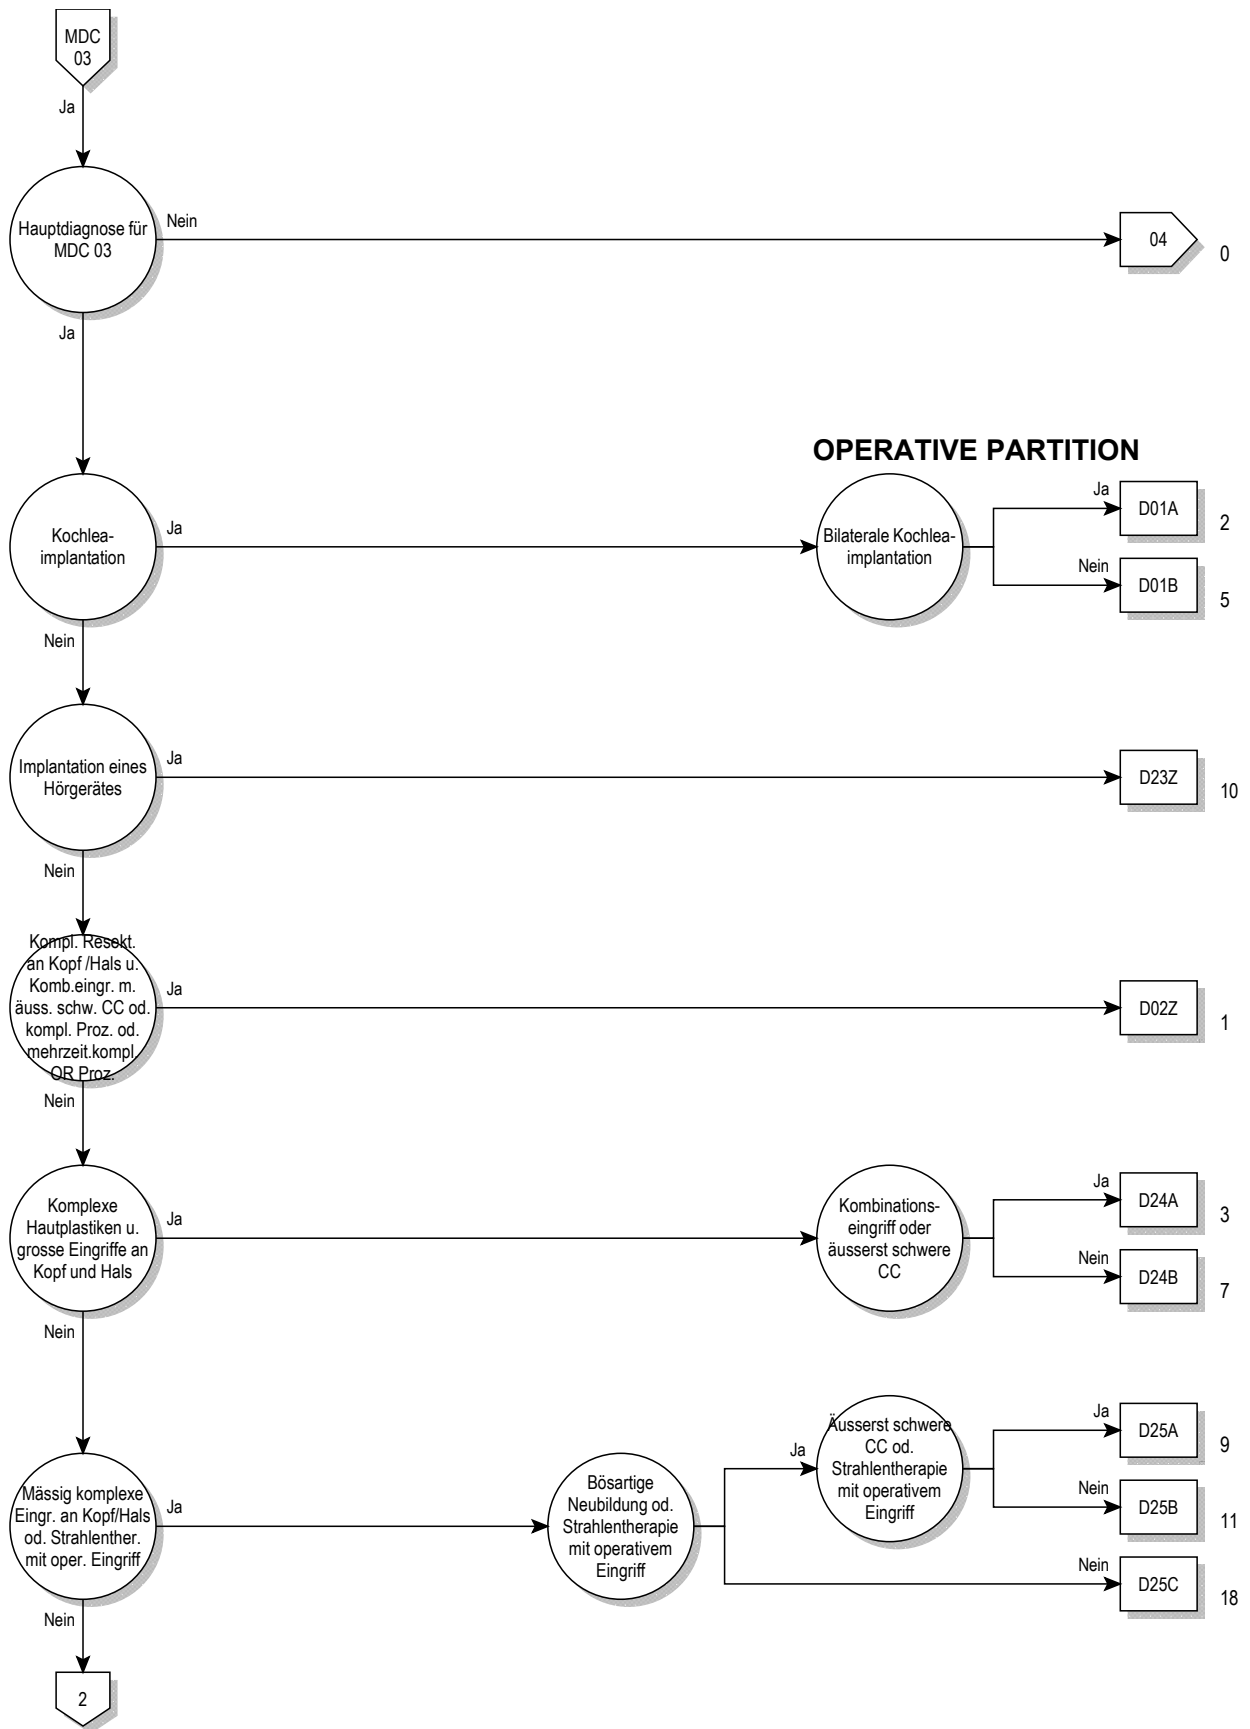 MDC
03
Ja
Hauptdiagnose für
MDC 03
Nein
04
0
Ja
OPERATIVE PARTITION
Kochlea-
implantation
Ja
Bilaterale Kochlea-
implantation
Ja
D01A
2
Nein
D01B
5
Nein
Implantation eines
Hörgerätes
Ja
D23Z
10
Nein
Kompl. Resekt.
an Kopf /Hals u.
Komb.eingr. m.
äuss. schw. CC od.
kompl. Proz. od.
mehrzeit.kompl.
OR Proz.
Ja
D02Z
1
Nein
Komplexe
Hautplastiken u.
grosse Eingriffe an
Kopf und Hals
Ja
Kombinations-
eingriff oder
äusserst schwere
CC
Ja
D24A
3
Nein
D24B
7
Nein
Mässig komplexe
Eingr. an Kopf/Hals
od. Strahlenther.
mit oper. Eingriff
Ja
Bösartige
Neubildung od.
Strahlentherapie
mit operativem
Eingriff
Ja
Äusserst schwere
CC od.
Strahlentherapie
mit operativem
Eingriff
Ja
D25A
9
Nein
D25B
11
Nein
D25C
18
Nein
2